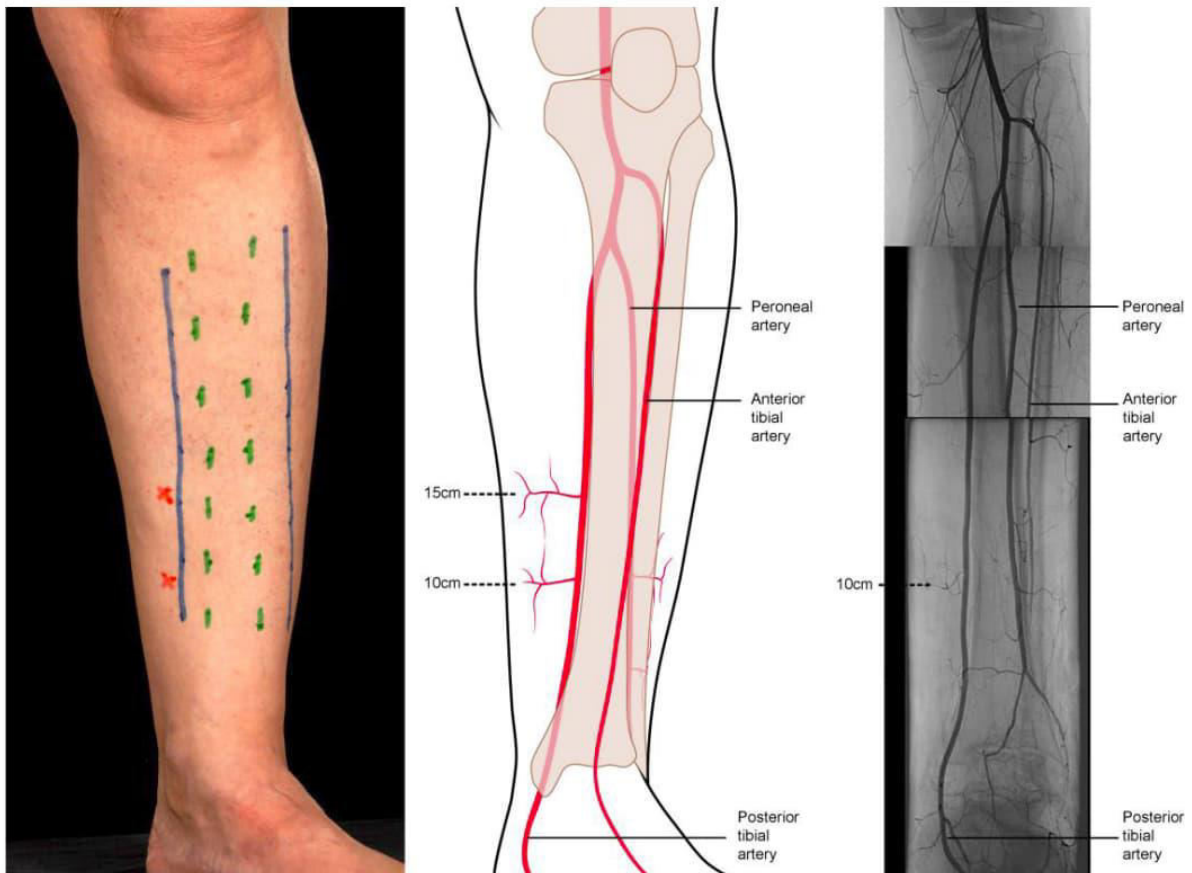 Peroneal
artery
Anterior
tibial
artery
15cm
10cm
Posterior
tibial
artery
Peroneal
artery
Anterior
tibial
artery
10cm
Posterior
tibial
artery